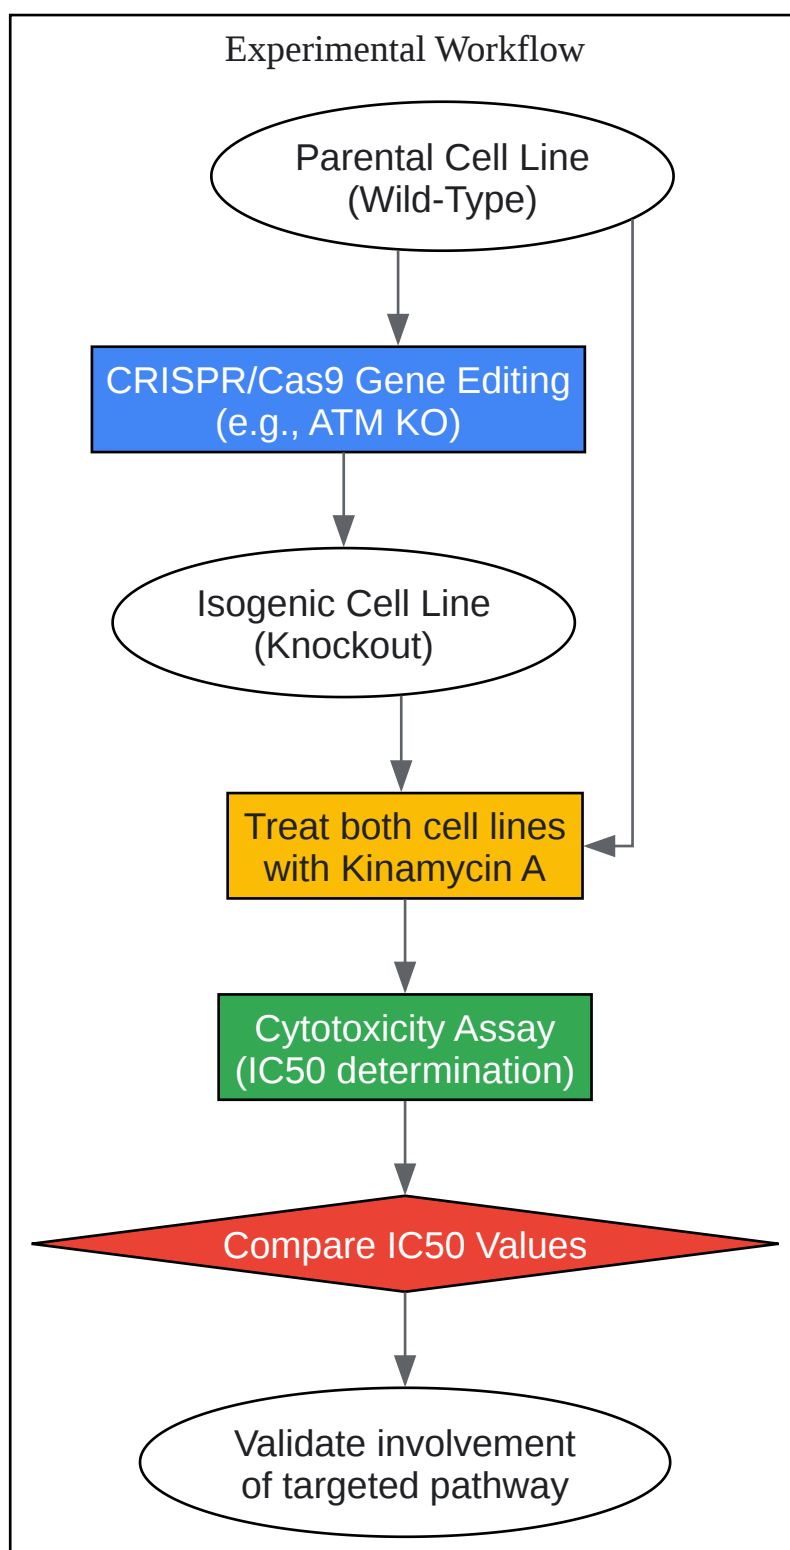 Experimental Workflow
Parental Cell Line
(Wild-Type)
CRISPR/Cas9 Gene Editing
(e.g., ATM KO)
Isogenic Cell Line
(Knockout)
Treat both cell lines
with Kinamycin A
Cytotoxicity Assay
(IC50 determination)
Compare IC50 Values
Validate involvement
of targeted pathway